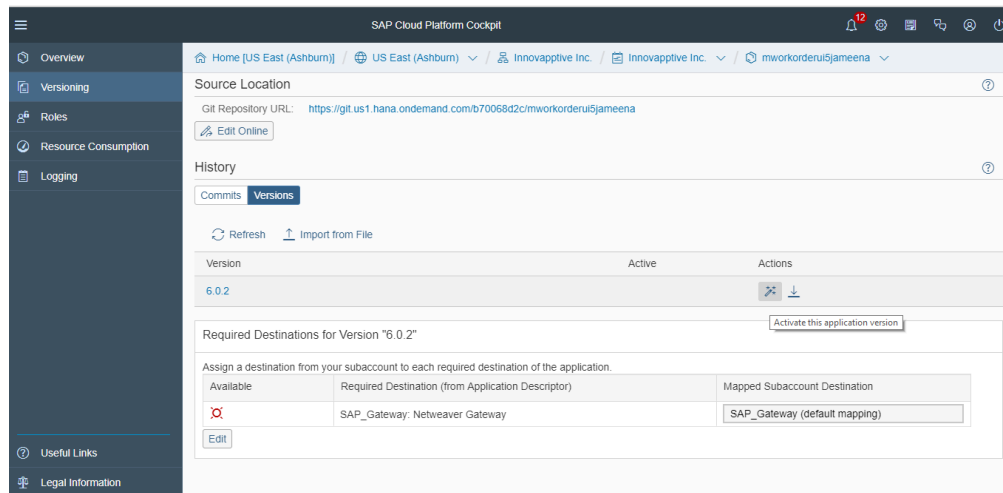 SAP Cloud Platform Cockpit
12
Overview
Versioning
Roles
Resource Consumption
Logging
Useful Links
Legal Information
Home [US East (Ashburn)] / US East (Ashburn) / Innovapptive Inc. / Innovapptive Inc. / mworkorderui5jameena
Source Location
Git Repository URL: https://git.us1.hana.ondemand.com/b70068d2c/mworkorderui5jameena
Edit Online
History
Commits Versions
Refresh Import from File
Version Active Actions
6.0.2
Activate this application version
Required Destinations for Version "6.0.2"
Assign a destination from your subaccount to each required destination of the application.
Available Required Destination (from Application Descriptor) Mapped Subaccount Destination
SAP_Gateway: Netweaver Gateway SAP_Gateway (default mapping)
Edit